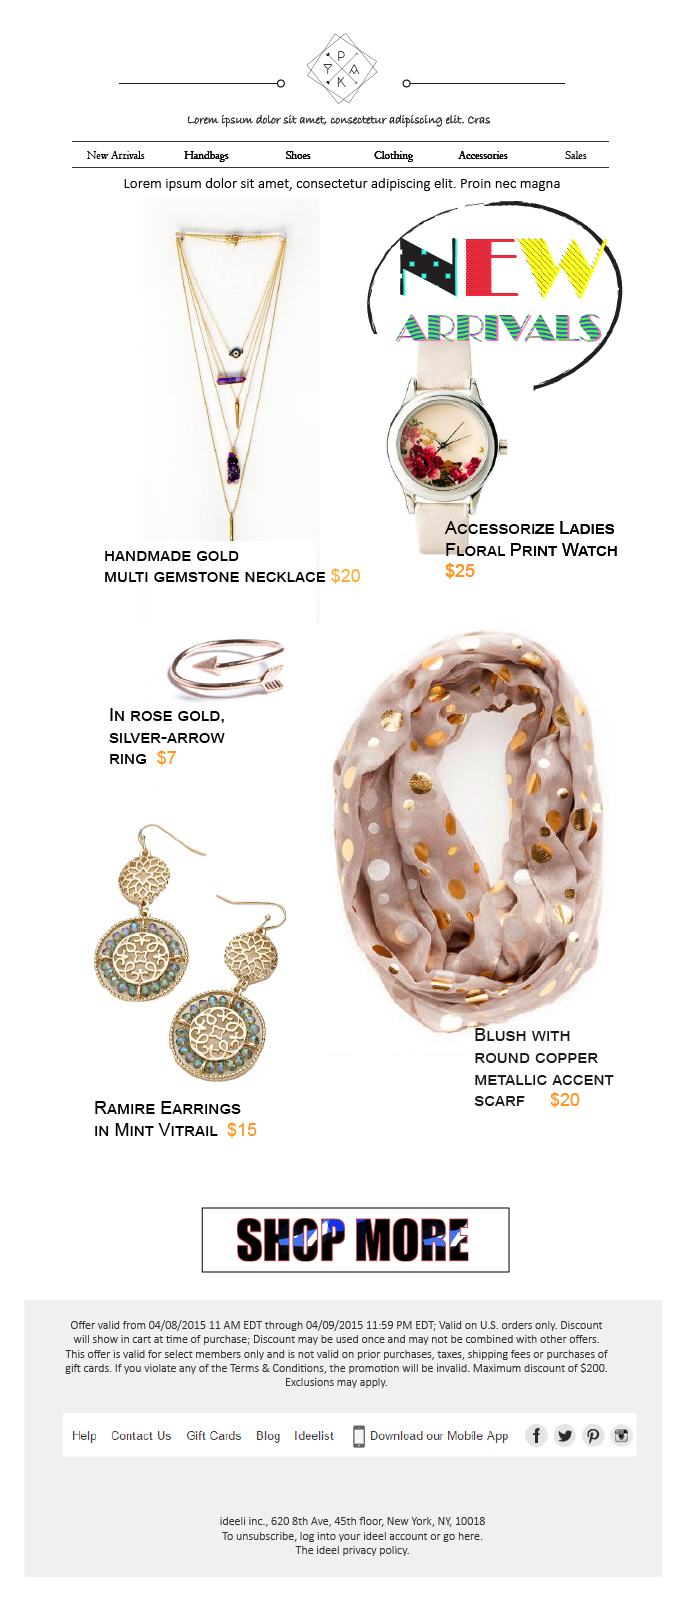 P
Y A
K
Lorem ipsum dolor sit amet, consectetur adipiscing elit. Cras
New Arrivals Handbags Shoes Clothing Accessories Sales
Lorem ipsum dolor sit amet, consectetur adipiscing elit. Proin nec magna
NEW
ARRIVALS
HANDMADE GOLD
MULTI GEMSTONE NECKLACE $20
ACCESSORIZE LADIES
FLORAL PRINT WATCH
$25
IN ROSE GOLD,
SILVER-ARROW
RING $7
BLUSH WITH
ROUND COPPER
METALLIC ACCENT
SCARF $20
RAMIRE EARRINGS
IN MINT VITRAIL $15
SHOP MORE
Offer valid from 04/08/2015 11 AM EDT through 04/09/2015 11:59 PM EDT; Valid on U.S. orders only. Discount
will show in cart at time of purchase; Discount may be used once and may not be combined with other offers.
This offer is valid for select members only and is not valid on prior purchases, taxes, shipping fees or purchases of
gift cards. If you violate any of the Terms & Conditions, the promotion will be invalid. Maximum discount of $200.
Exclusions may apply.
Help Contact Us Gift Cards Blog Ideelist Download our Mobile App
ideeli inc., 620 8th Ave, 45th floor, New York, NY, 10018
To unsubscribe, log into your ideel account or go here.
The ideel privacy policy.